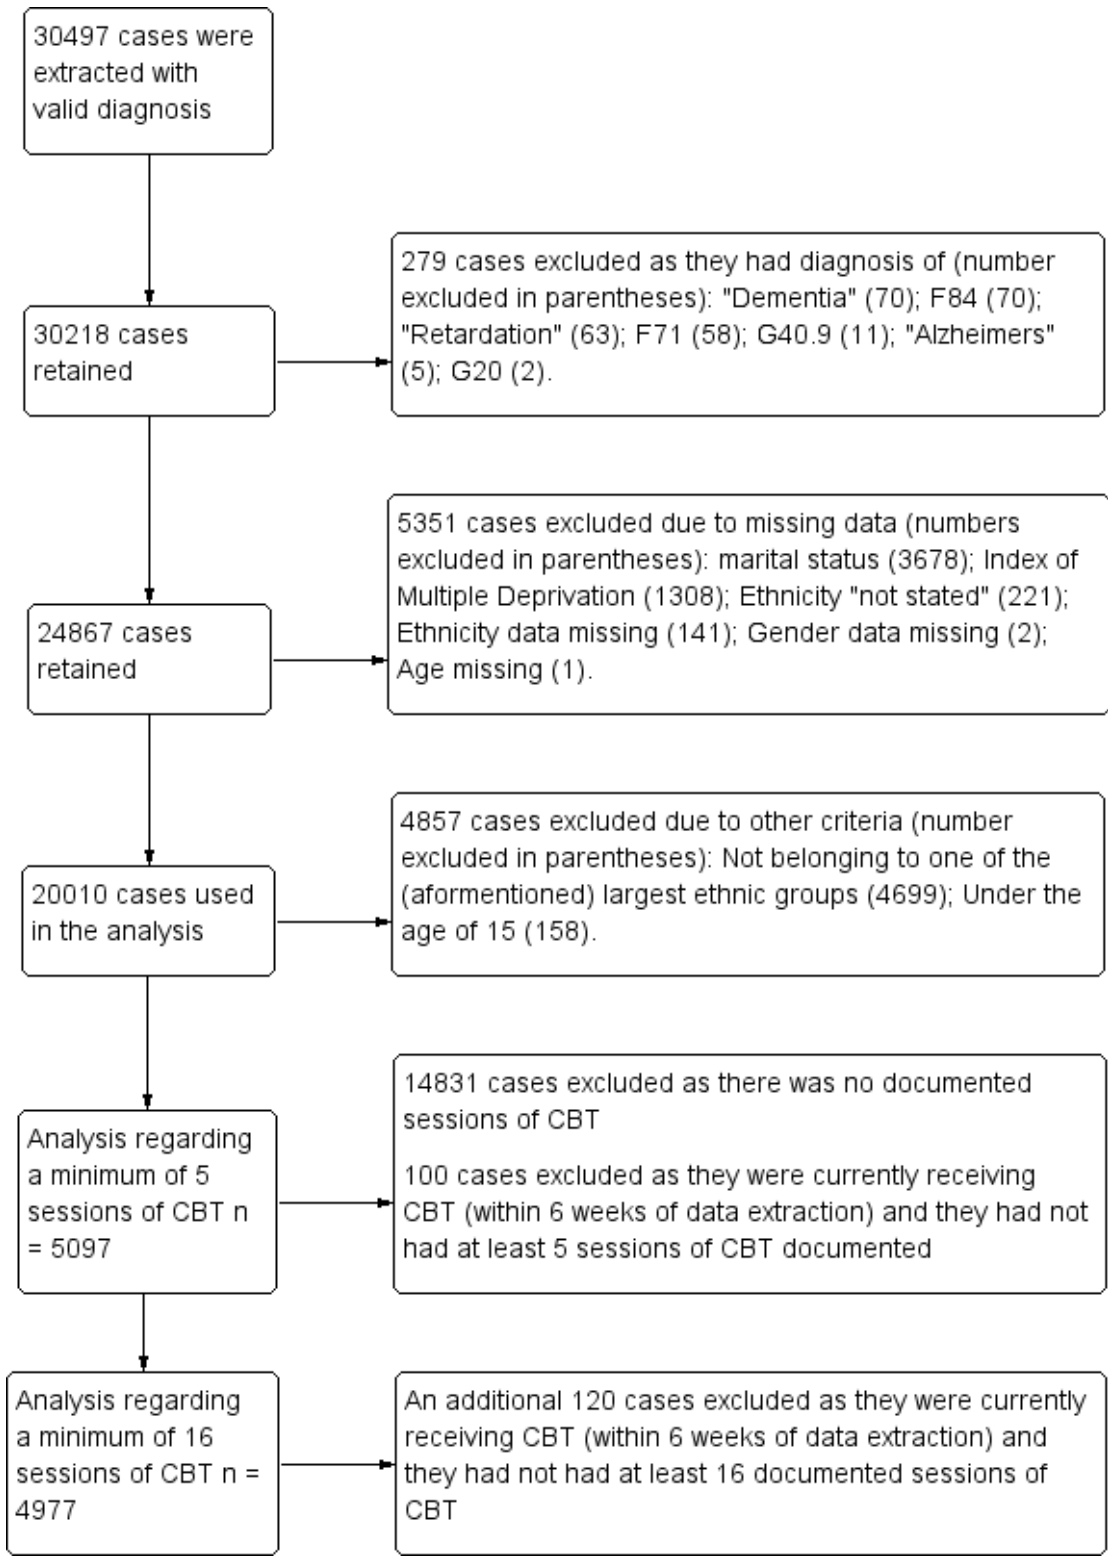 30497 cases were
extracted with
valid diagnosis
279 cases excluded as they had diagnosis of (number
excluded in parentheses): "Dementia" (70); F84 (70);
"Retardation" (63); F71 (58); G40.9 (11); "Alzheimers"
(5); G20 (2).
30218 cases
retained
5351 cases excluded due to missing data (numbers
excluded in parentheses): marital status (3678); Index of
Multiple Deprivation (1308); Ethnicity "not stated" (221);
Ethnicity data missing (141); Gender data missing (2);
Age missing (1).
24867 cases
retained
4857 cases excluded due to other criteria (number
excluded in parentheses): Not belonging to one of the
(aformentioned) largest ethnic groups (4699); Under the
age of 15 (158).
20010 cases used
in the analysis
14831 cases excluded as there was no documented
sessions of CBT
100 cases excluded as they were currently receiving
CBT (within 6 weeks of data extraction) and they had not
had at least 5 sessions of CBT documented
Analysis regarding
a minimum of 5
sessions of CBT n
= 5097
An additional 120 cases excluded as they were currently
receiving CBT (within 6 weeks of data extraction) and
they had not had at least 16 documented sessions of
CBT
Analysis regarding
a minimum of 16
sessions of CBT n =
4977